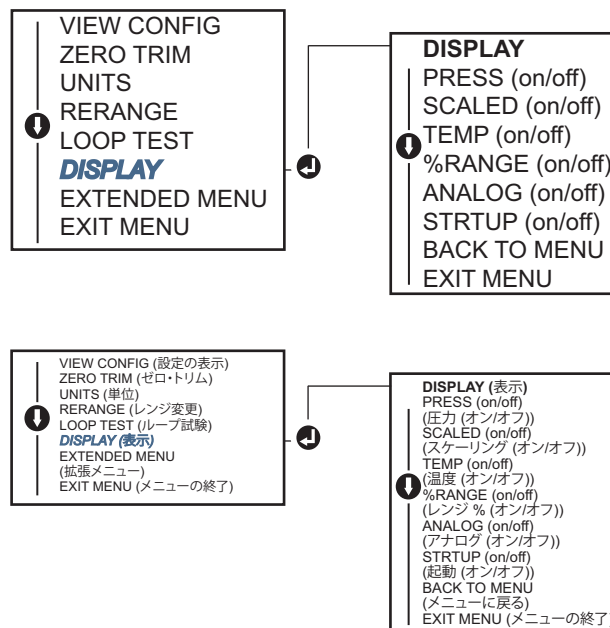 VIEW CONFIG
ZERO TRIM
UNITS
RERANGE
LOOP TEST
DISPLAY
EXTENDED MENU
EXIT MENU
DISPLAY
PRESS (on/off)
SCALED (on/off)
TEMP (on/off)
%RANGE (on/off)
ANALOG (on/off)
STRTUP (on/off)
BACK TO MENU
EXIT MENU
VIEW CONFIG (設定の表示)
ZERO TRIM (ゼロ・トリム)
UNITS (単位)
RERANGE (レンジ変更)
LOOP TEST (ループ試験)
DISPLAY (表示)
EXTENDED MENU
(拡張メニュー)
EXIT MENU (メニューの終了)
DISPLAY (表示)
PRESS (on/off)
(圧力 (オン/オフ))
SCALED (on/off)
(スケーリング (オン/オフ))
TEMP (on/off)
(温度 (オン/オフ))
%RANGE (on/off)
(レンジ % (オン/オフ))
ANALOG (on/off)
(アナログ (オン/オフ))
STRTUP (on/off)
(起動 (オン/オフ))
BACK TO MENU
(メニューに戻る)
EXIT MENU (メニューの終了